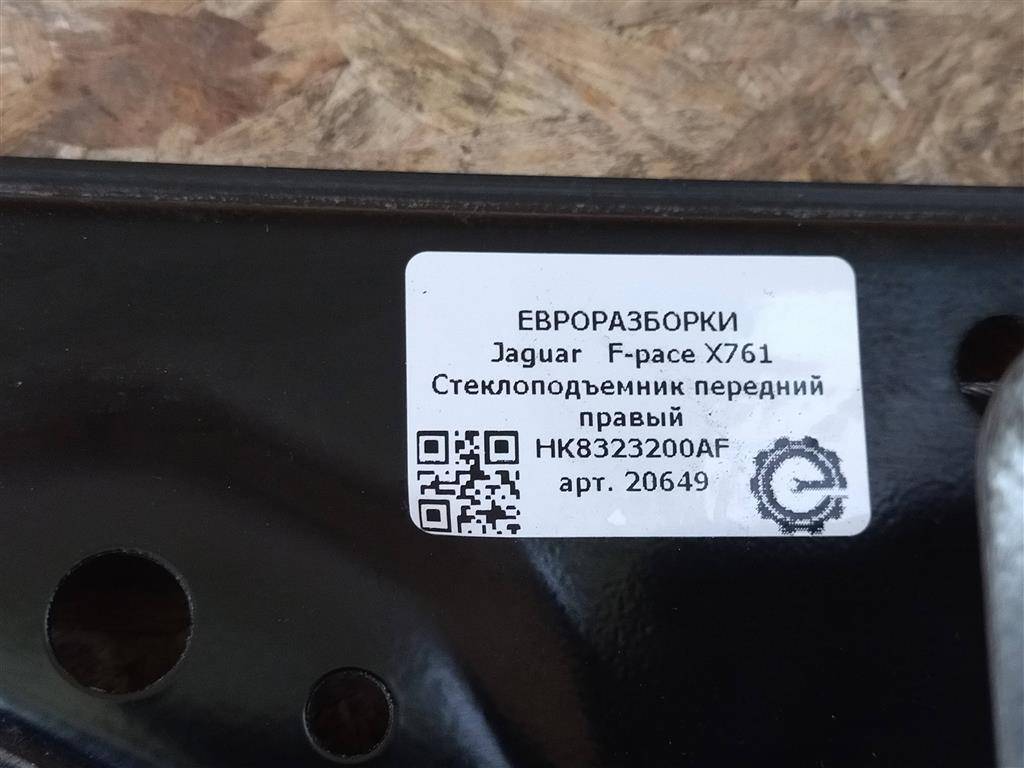 ЕВРОРАЗБОРКИ
Jaguar F-pace X761
Стеклоподъемник передний
правый
HK8323200AF
арт. 20649